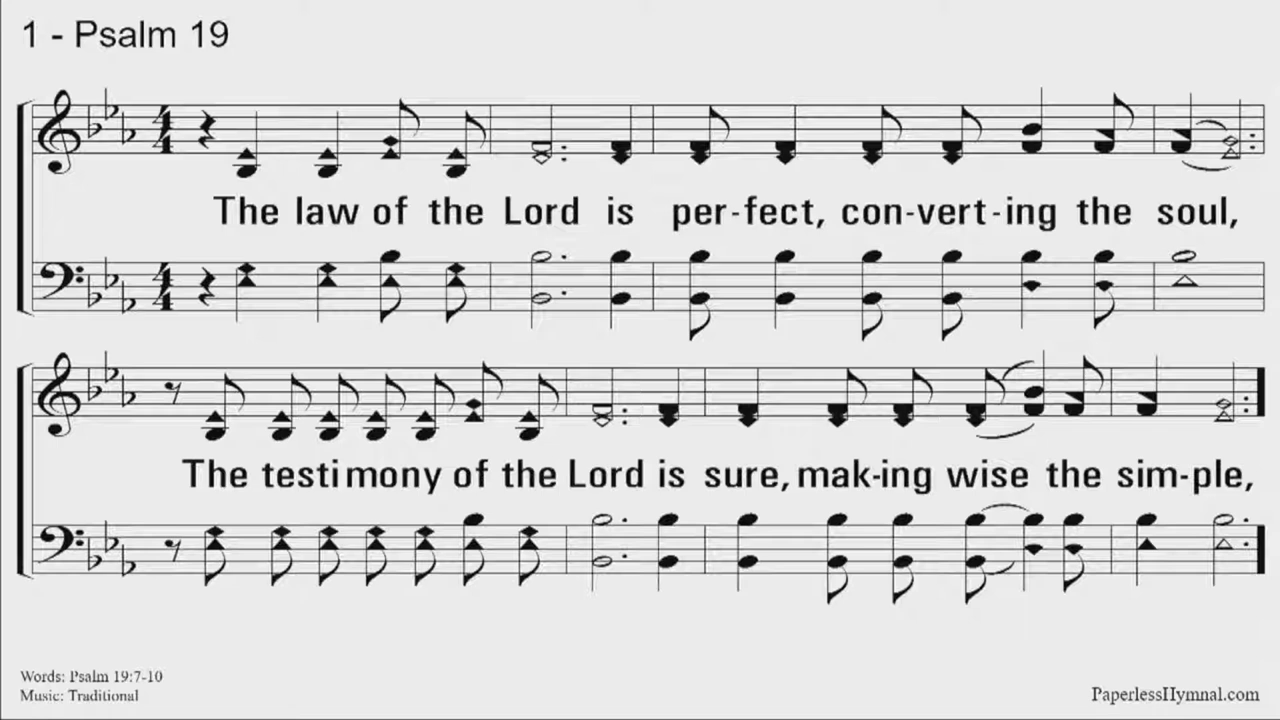 1 - Psalm 19
The law of the Lord is per-fect, con-vert-ing the soul,
The testimony of the Lord is sure, mak-ing wise the sim-ple,
Words: Psalm 19:7-10
Music: Traditional
PaperlessHymnal.com